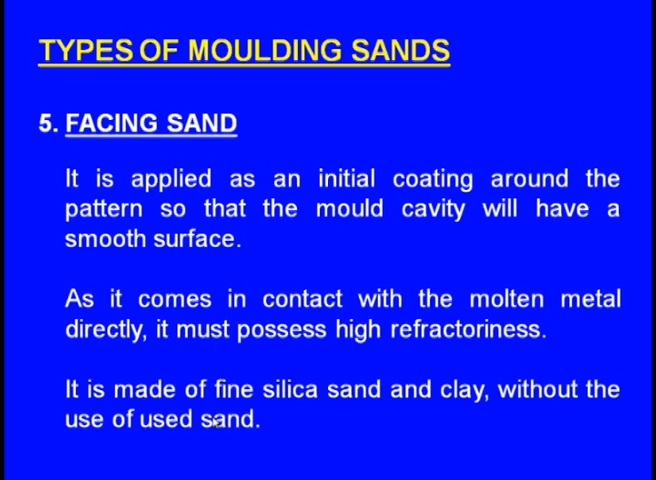 TYPES OF MOULDING SANDS
5. FACING SAND
It is applied as an initial coating around the
pattern so that the mould cavity will have a
smooth surface.
As it comes in contact with the molten metal
directly, it must possess high refractoriness.
It is made of fine silica sand and clay, without the
use of used sand.